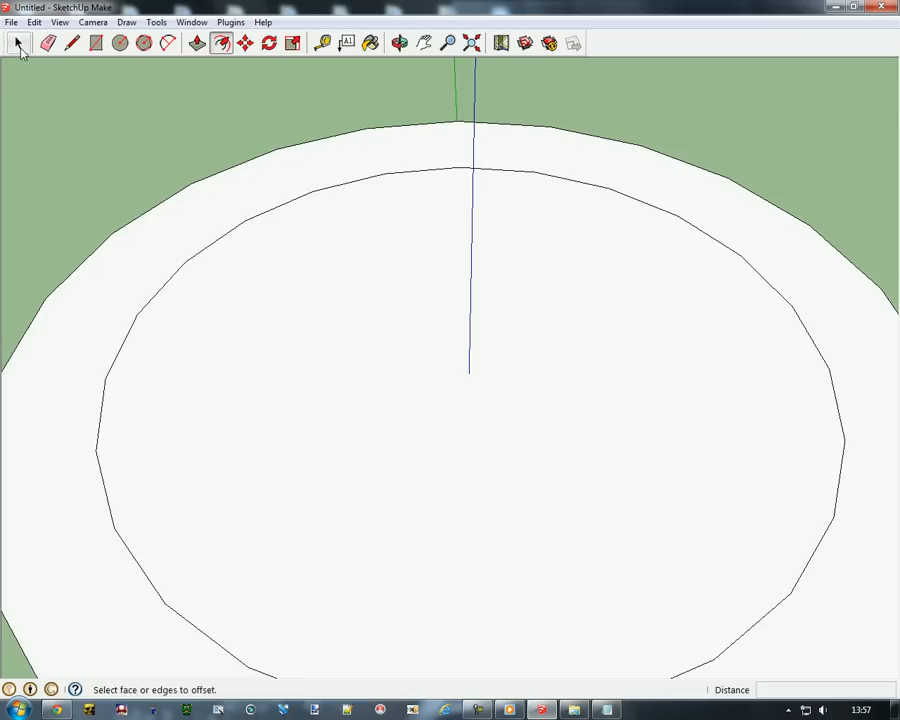 Untitled - SketchUp Make
File Edit View Camera Draw Tools Window Plugins Help
A1
Select face or edges to offset.
Distance
13:57